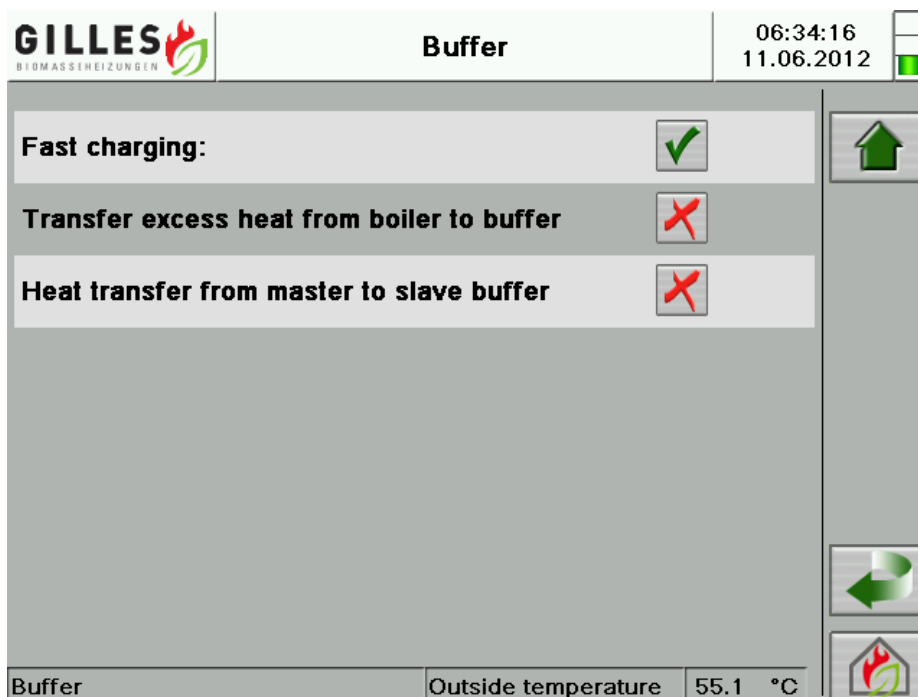 GILLES
BIOMASSEHEIZUNGEN
Buffer
06:34:16
11.06.2012
Fast charging:
Transfer excess heat from boiler to buffer
Heat transfer from master to slave buffer
Buffer
Outside temperature
55.1 °C